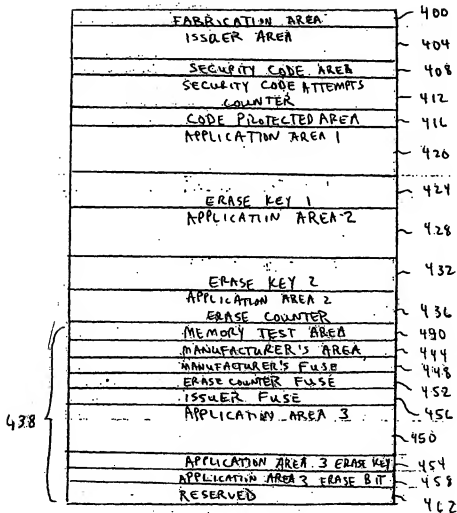 FABRICATION AREA 400
ISSUER AREA 404
SECURITY CODE AREA 408
SECURITY CODE ATTEMPTS
COUNTER 412
CODE PROTECTED AREA 416
APPLICATION AREA 1
420
424
ERASE KEY 1
APPLICATION AREA 2
428
432
ERASE KEY 2
APPLICATION AREA 2
ERASE COUNTER 436
MEMORY TEST AREA 440
MANUFACTURER'S AREA 444
MANUFACTURER'S FUSE 448
ERASE COUNTER FUSE 452
ISSUER FUSE 456
APPLICATION AREA 3
438
450
APPLICATION AREA 3 ERASE KEY 454
APPLICATION AREA 3 ERASE BIT 458
RESERVED 462